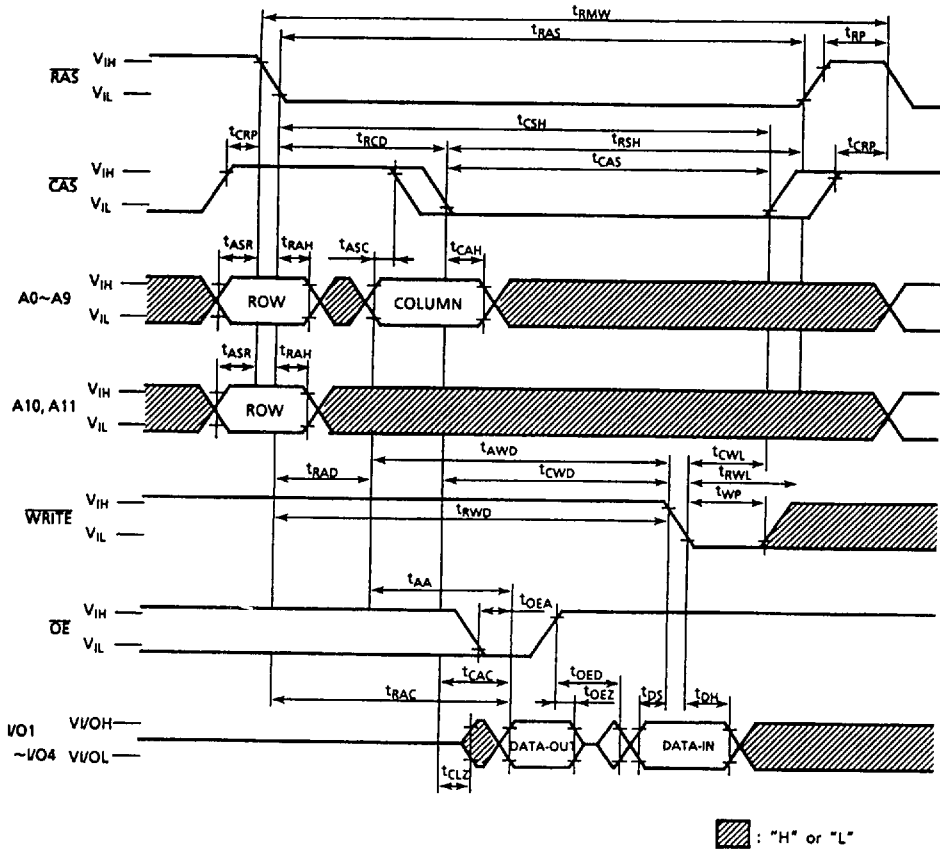 tRMW
tRAS
tRP
VIH
RAS
VIL
tCSH
tCRP
tRCD
tRSH
tCAS
tCRP
VIH
CAS
VIL
tASR
tRAH
tASC
tCAH
VIH
A0~A9
ROW
COLUMN
VIL
tASR
tRAH
VIH
A10, A11
ROW
VIL
tAWD
tCWL
tRAD
tCWD
tRWL
tWP
VIH
WRITE
tRWD
VIL
tAA
tOEA
VIH
OE
VIL
tCAC
tOED
tRAC
tOEZ
tDS
tDH
I/O1
VI/OH
~I/O4
DATA-OUT
DATA-IN
VI/OL
tCLZ
: "H" or "L"